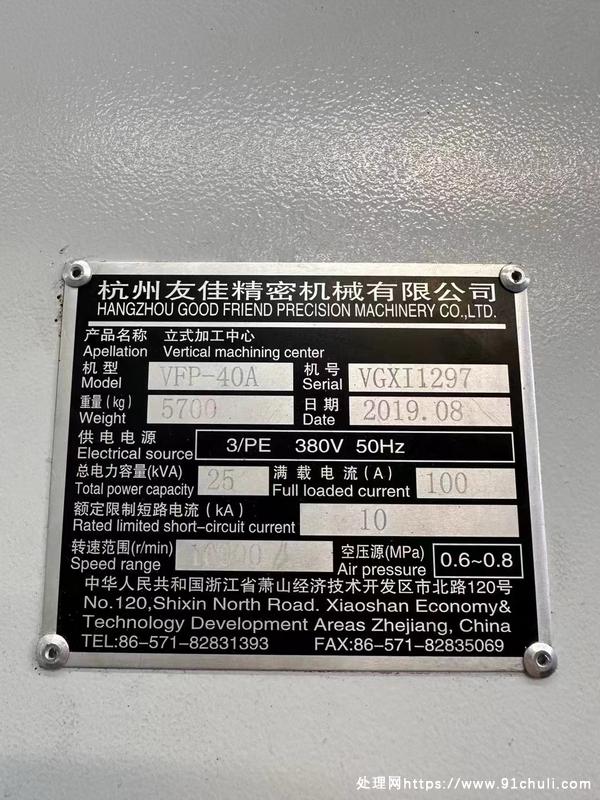 杭州友佳精密机械有限公司
HANGZHOU GOOD FRIEND PRECISION MACHINERY CO.,LTD.
产品名称 立式加工中心
Apellation Vertical machining center
机型 VFP-40A 机号 VGXI1297
Model Serial
重量(kg) 5700 日期 2019.08
Weight Date
供电电源 3/PE 380V 50Hz
Electrical source
总电力容量(kVA) 25 满载电流(A) 100
Total power capacity Full loaded current
额定限制短路电流(kA) 10
Rated limited short-circuit current
转速范围(r/min) 空压源(MPa) 0.6~0.8
Speed range Air pressure
中华人民共和国浙江省萧山经济技术开发区市北路120号
No.120,Shixin North Road. Xiaoshan Economy&
Technology Development Areas Zhejiang, China
TEL:86-571-82831393 FAX:86-571-82835069
处理网https://www.91chuli.com